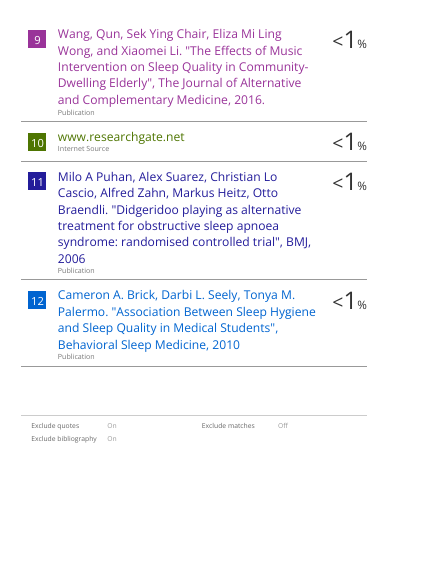 9
Wang, Qun, Sek Ying Chair, Eliza Mi Ling
Wong, and Xiaomei Li. "The Effects of Music
Intervention on Sleep Quality in Community-
Dwelling Elderly", The Journal of Alternative
and Complementary Medicine, 2016.
Publication
<1%
10
www.researchgate.net
Internet Source
<1%
11
Milo A Puhan, Alex Suarez, Christian Lo
Cascio, Alfred Zahn, Markus Heitz, Otto
Braendli. "Didgeridoo playing as alternative
treatment for obstructive sleep apnoea
syndrome: randomised controlled trial", BMJ,
2006
Publication
<1%
12
Cameron A. Brick, Darbi L. Seely, Tonya M.
Palermo. "Association Between Sleep Hygiene
and Sleep Quality in Medical Students",
Behavioral Sleep Medicine, 2010
Publication
<1%
Exclude quotes On Exclude matches Off
Exclude bibliography On